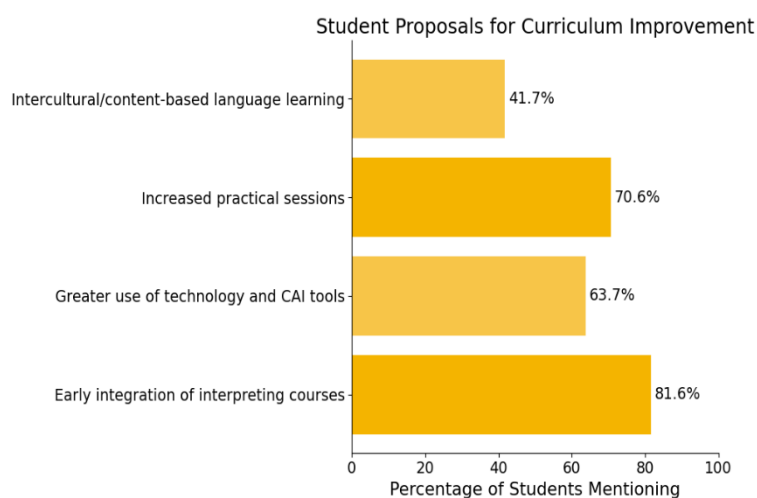 Student Proposals for Curriculum Improvement
Intercultural/content-based language learning
41.7%
Increased practical sessions
70.6%
Greater use of technology and CAI tools
63.7%
Early integration of interpreting courses
81.6%
0 20 40 60 80 100
Percentage of Students Mentioning